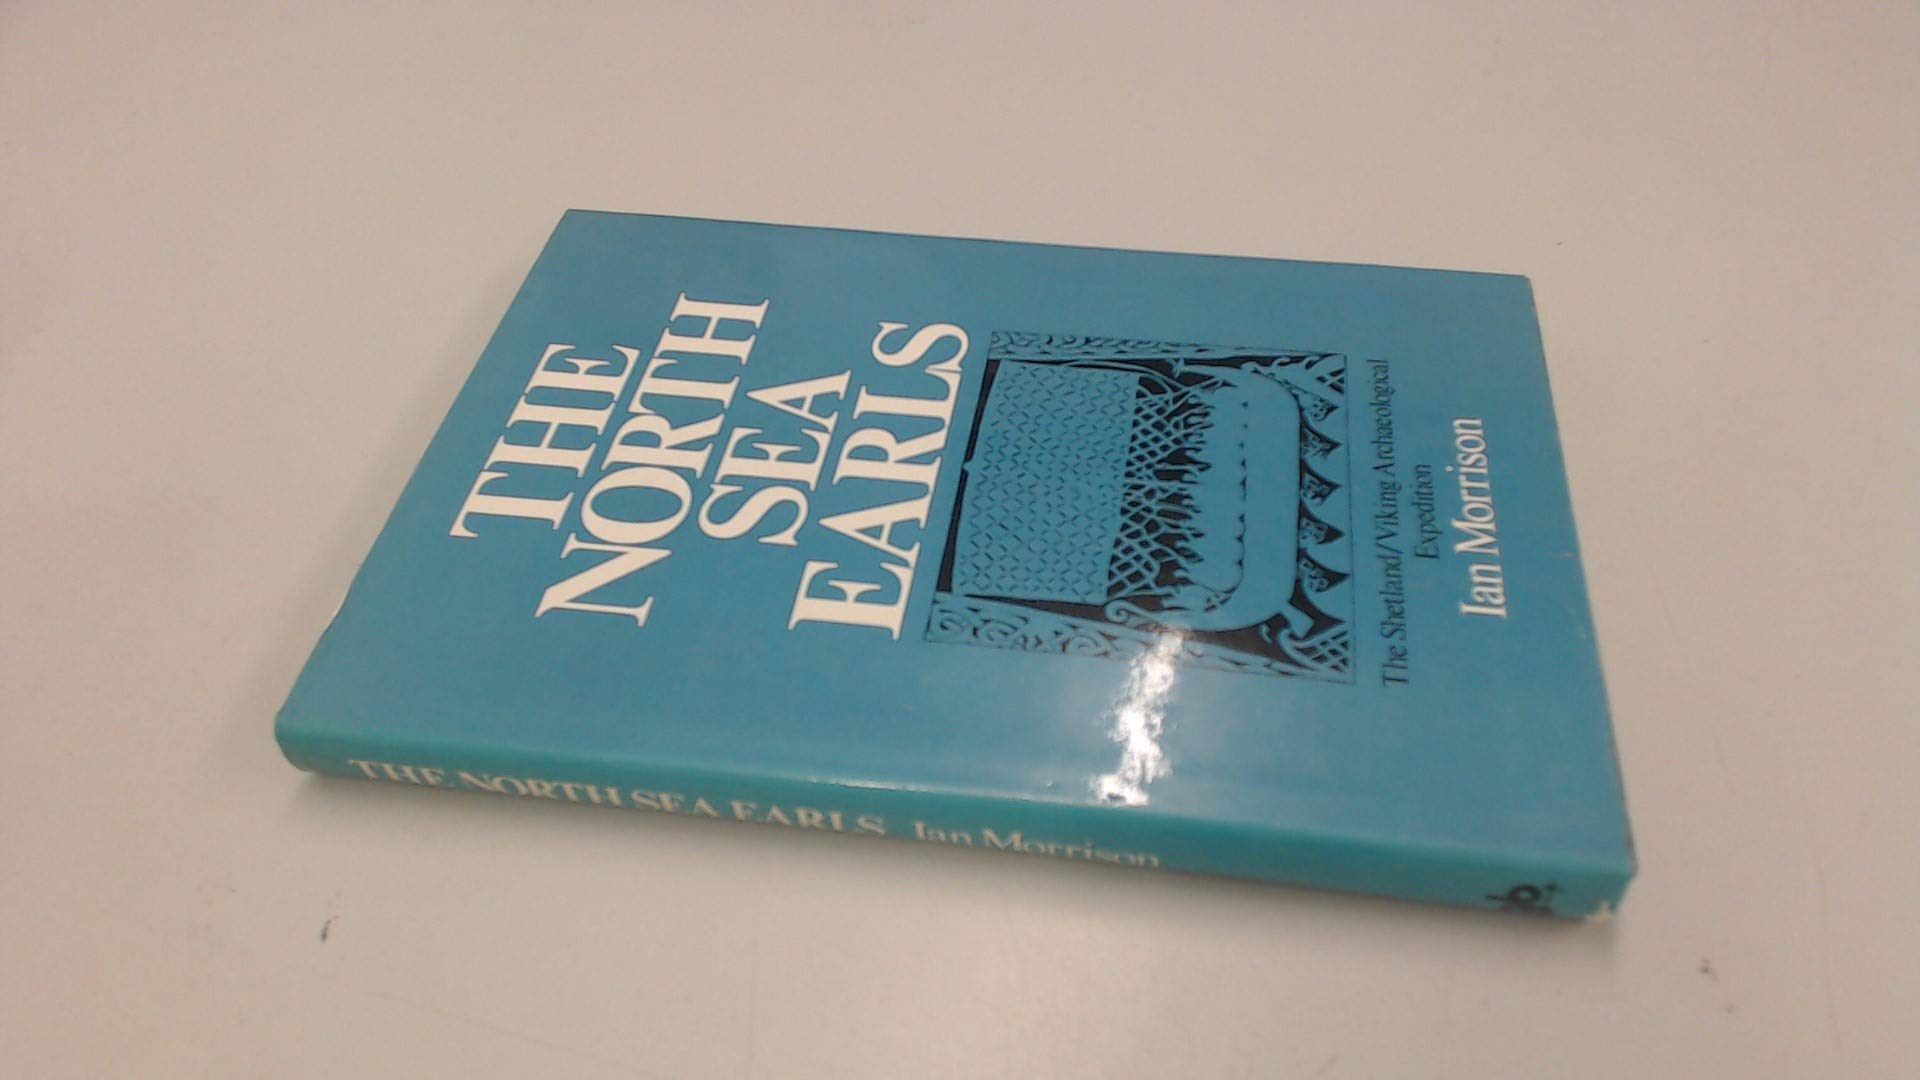 THE
NORTH
SEA
EARLS
The Shetland/Viking Archaeological
Expedition
Ian Morrison
THE NORTH SEA EARLS Ian Morrison